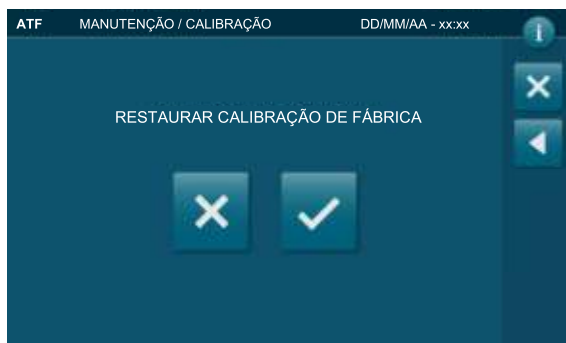 ATF MANUTENÇÃO / CALIBRAÇÃO DD/MM/AA - xx:xx
RESTAURAR CALIBRAÇÃO DE FÁBRICA